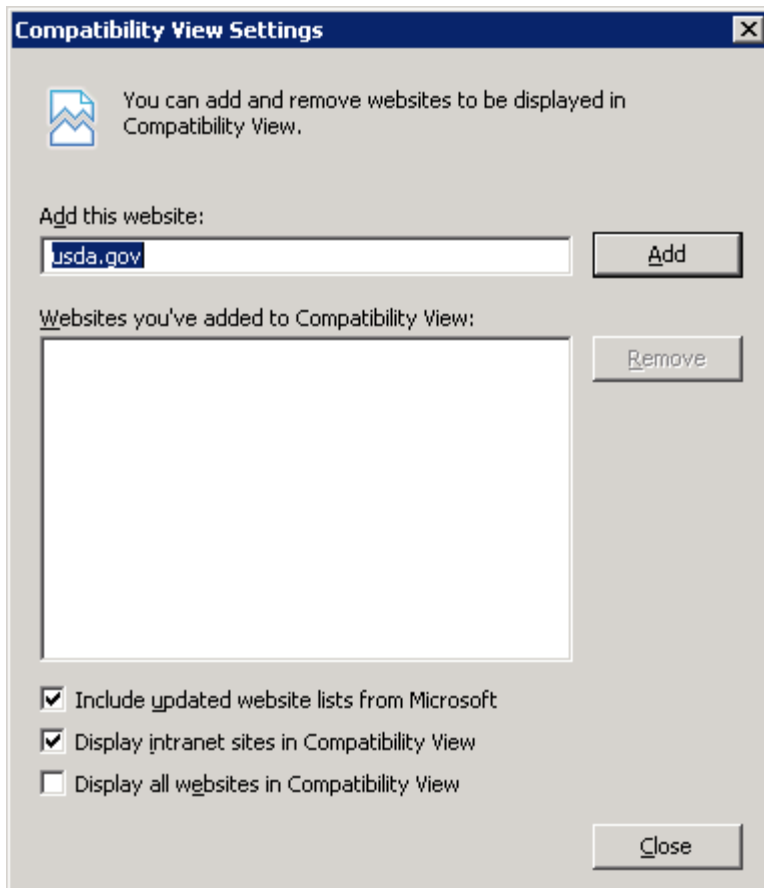 Compatibility View Settings
You can add and remove websites to be displayed in
Compatibility View.
Add this website:
usda.gov
Add
Websites you've added to Compatibility View:
Remove
Include updated website lists from Microsoft
Display intranet sites in Compatibility View
Display all websites in Compatibility View
Close